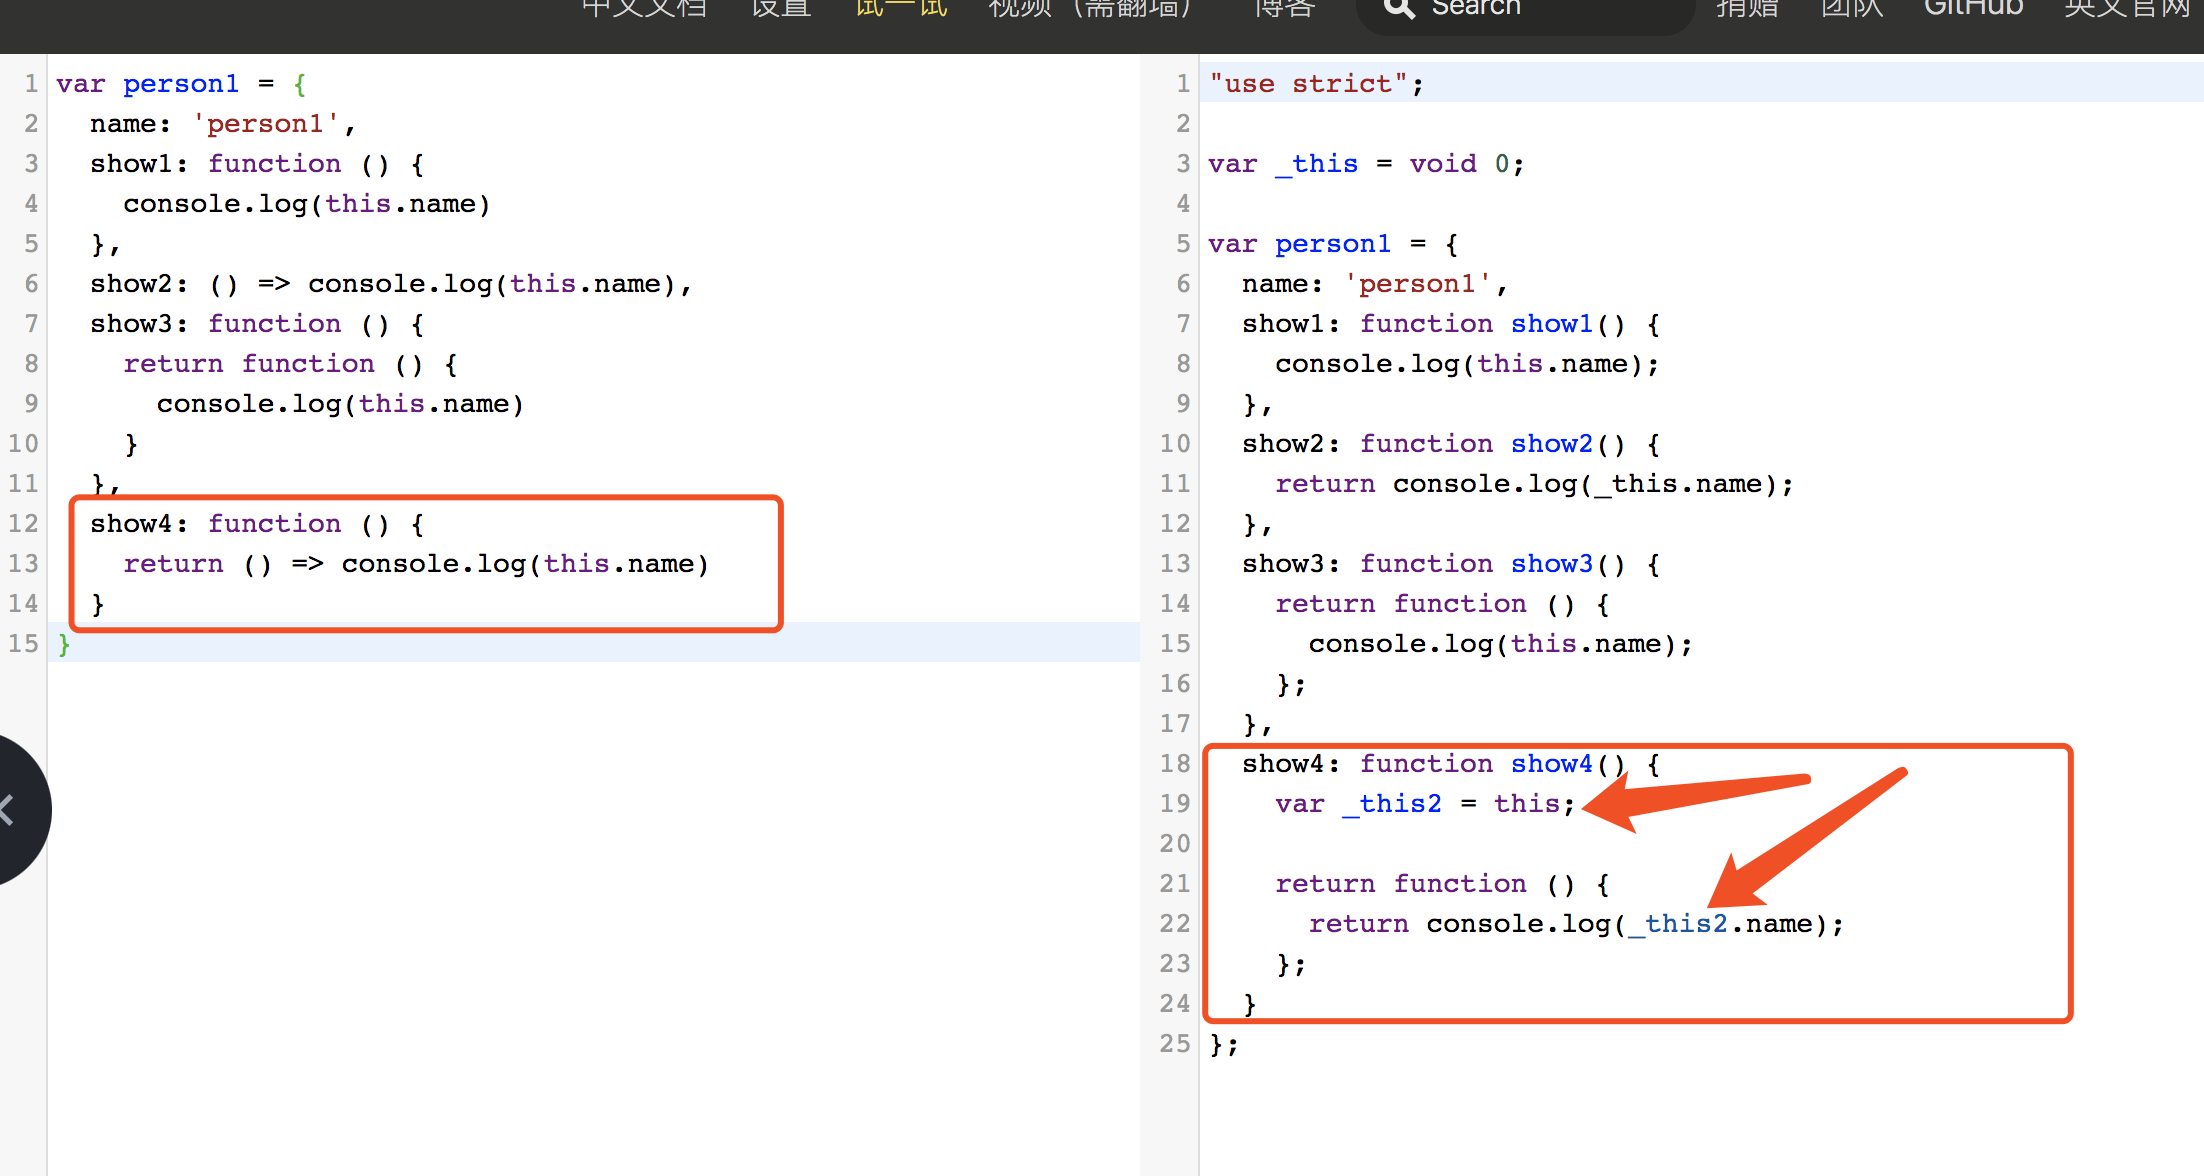 中文文档 设置 试一试 视频（需翻墙） 博客 Search 捐赠 团队 GitHub 英文官网
1 var person1 = {
2 name: 'person1',
3 show1: function () {
4 console.log(this.name)
5 },
6 show2: () => console.log(this.name),
7 show3: function () {
8 return function () {
9 console.log(this.name)
10 }
11 },
12 show4: function () {
13 return () => console.log(this.name)
14 }
15 }
1 "use strict";
2
3 var _this = void 0;
4
5 var person1 = {
6 name: 'person1',
7 show1: function show1() {
8 console.log(this.name);
9 },
10 show2: function show2() {
11 return console.log(_this.name);
12 },
13 show3: function show3() {
14 return function () {
15 console.log(this.name);
16 };
17 },
18 show4: function show4() {
19 var _this2 = this;
20
21 return function () {
22 return console.log(_this2.name);
23 };
24 }
25 };